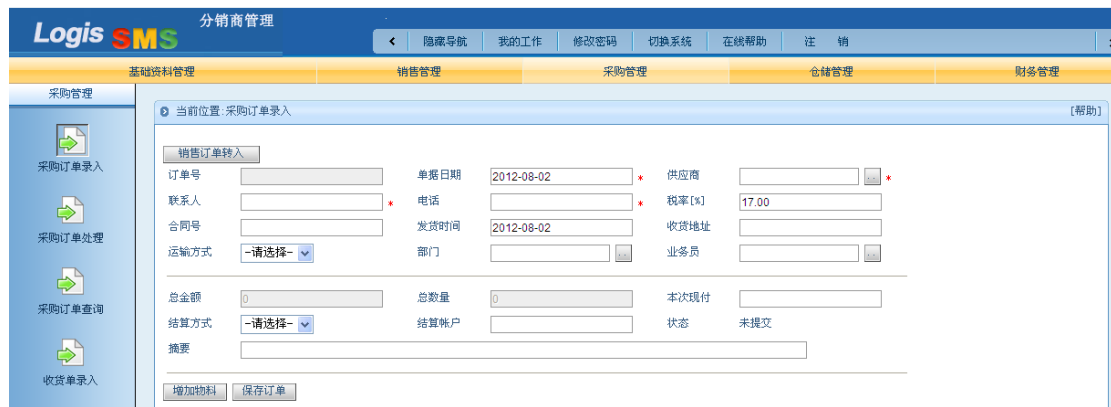 Logis SMS 分销商管理
隐藏导航 我的工作 修改密码 切换系统 在线帮助 注 销
基础资料管理 销售管理 采购管理 仓储管理 财务管理
采购管理
当前位置:采购订单录入 [帮助]
采购订单录入
采购订单处理
采购订单查询
收货单录入
销售订单转入
订单号 单据日期 2012-08-02 * 供应商 ... *
联系人 * 电话 * 税率[%] 17.00
合同号 发货时间 2012-08-02 收货地址
运输方式 -请选择- 部门 ... 业务员 ...
总金额 0 总数量 0 本次现付
结算方式 -请选择- 结算帐户 状态 未提交
摘要
增加物料 保存订单